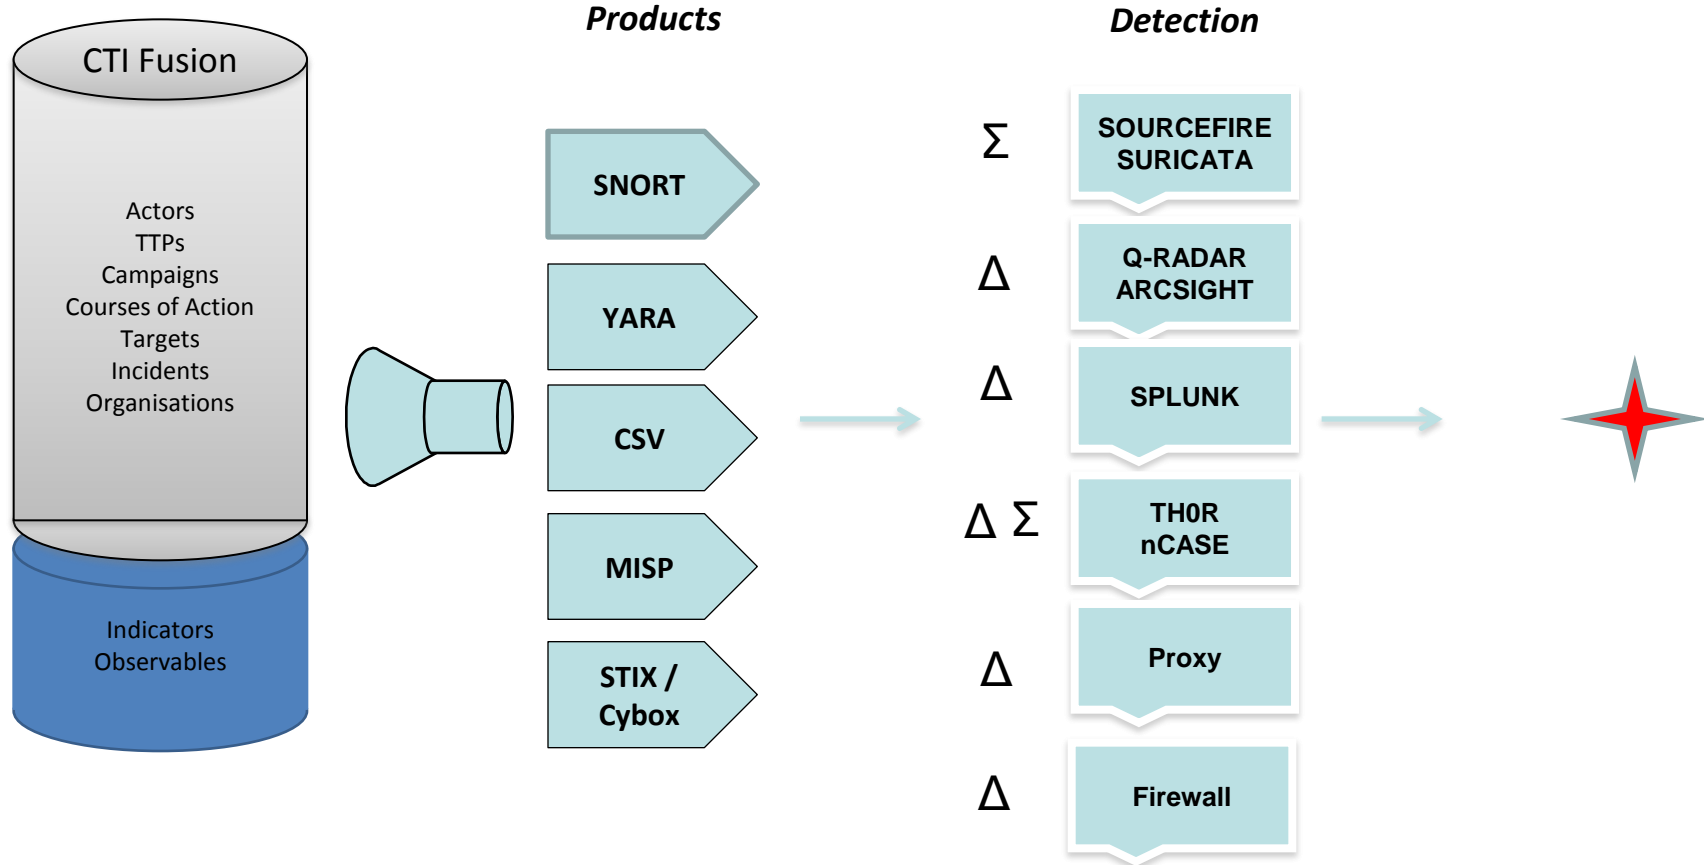 Products
Detection
CTI Fusion
Actors
TTPs
Campaigns
Courses of Action
Targets
Incidents
Organisations
Indicators
Observables
SNORT
YARA
CSV
MISP
STIX /
Cybox
Σ
SOURCEFIRE
SURICATA
Δ
Q-RADAR
ARCSIGHT
Δ
SPLUNK
Δ Σ
TH0R
nCASE
Δ
Proxy
Δ
Firewall